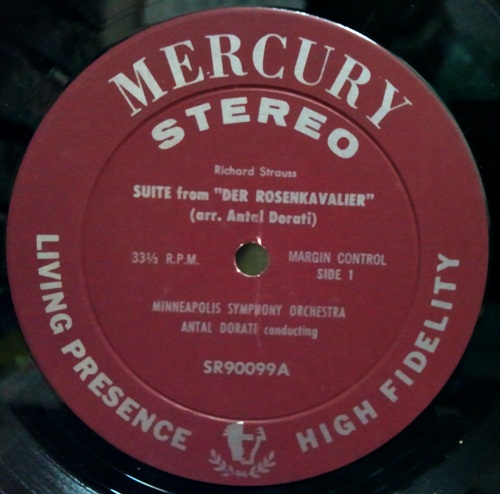 MERCURY
STEREO
Richard Strauss
SUITE from "DER ROSENKAVALIER"
(arr. Antal Dorati)
33⅓ R.P.M.
MARGIN CONTROL
SIDE 1
MINNEAPOLIS SYMPHONY ORCHESTRA
ANTAL DORATI conducting
SR90099A
LIVING PRESENCE
HIGH FIDELITY